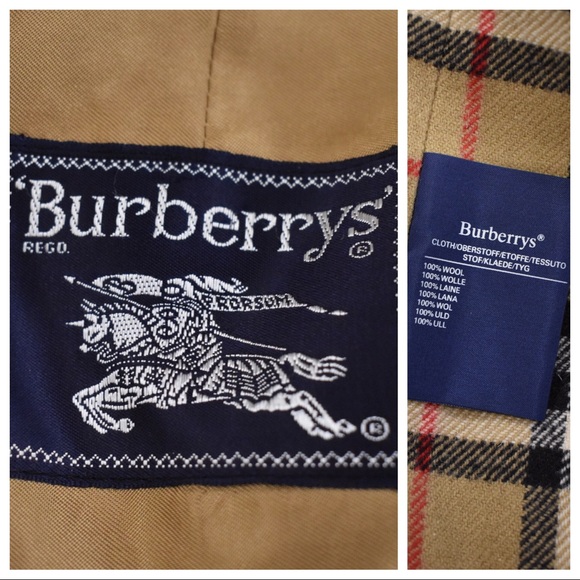 'Burberrys'
REGD.
®
PRORSUM
®
Burberrys®
CLOTH/OBERSTOFF/ETOFFE/TESSUTO
STOF/KLAEDE/TYG
100% WOOL
100% WOLLE
100% LAINE
100% LANA
100% WOL
100% ULD
100% ULL